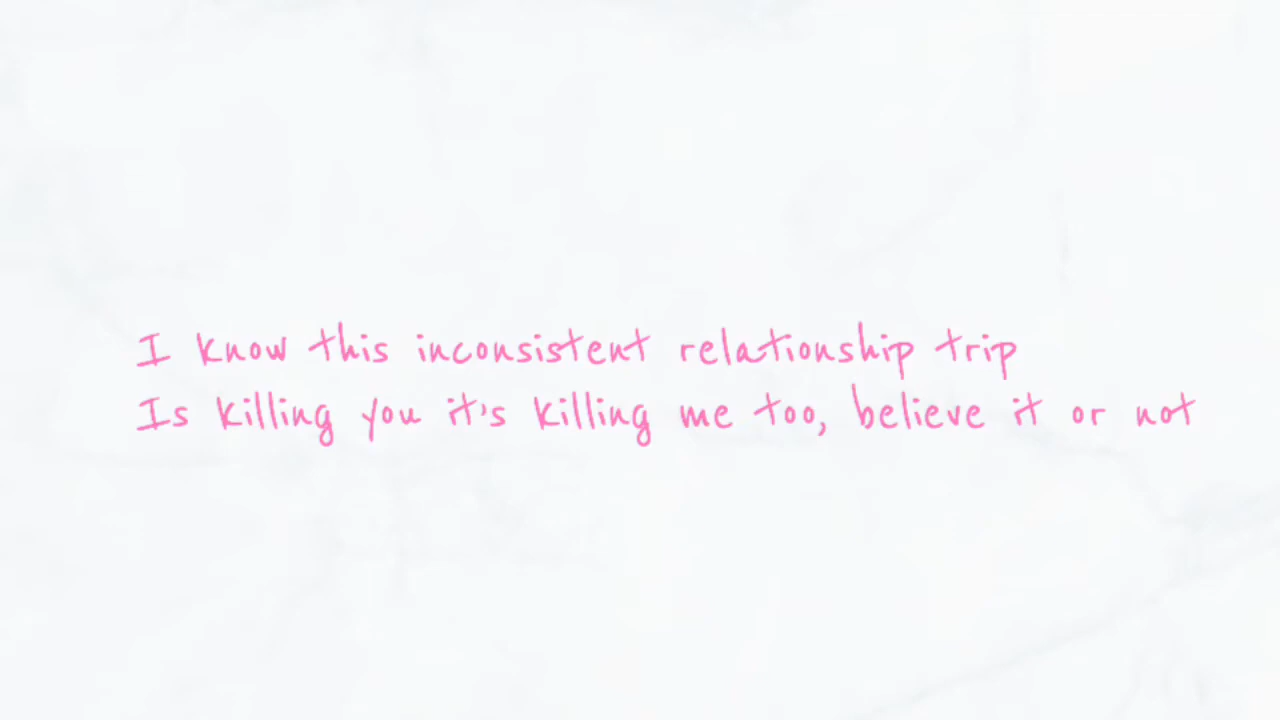 I know this inconsistent relationship trip
Is killing you it's killing me too, believe it or not